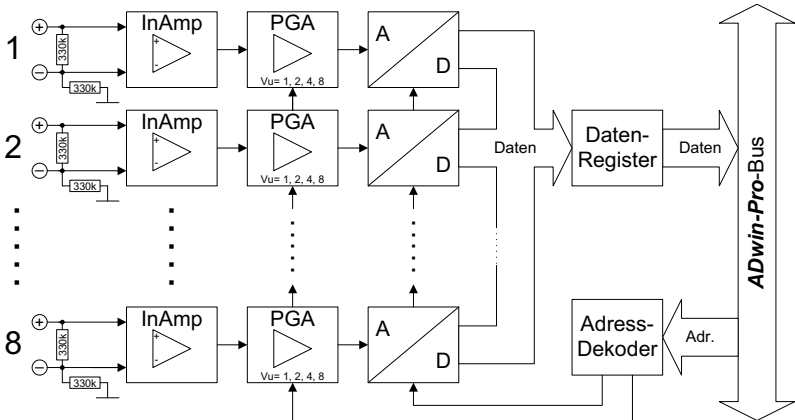 1
+
−
330k
330k
InAmp
+
-
PGA
Vu= 1, 2, 4, 8
A
D
2
+
−
330k
330k
InAmp
+
-
PGA
Vu= 1, 2, 4, 8
A
D
Daten
Daten-
Register
Daten
ADwin-Pro-Bus
8
+
−
330k
330k
InAmp
+
-
PGA
Vu= 1, 2, 4, 8
A
D
Adress-
Dekoder
Adr.